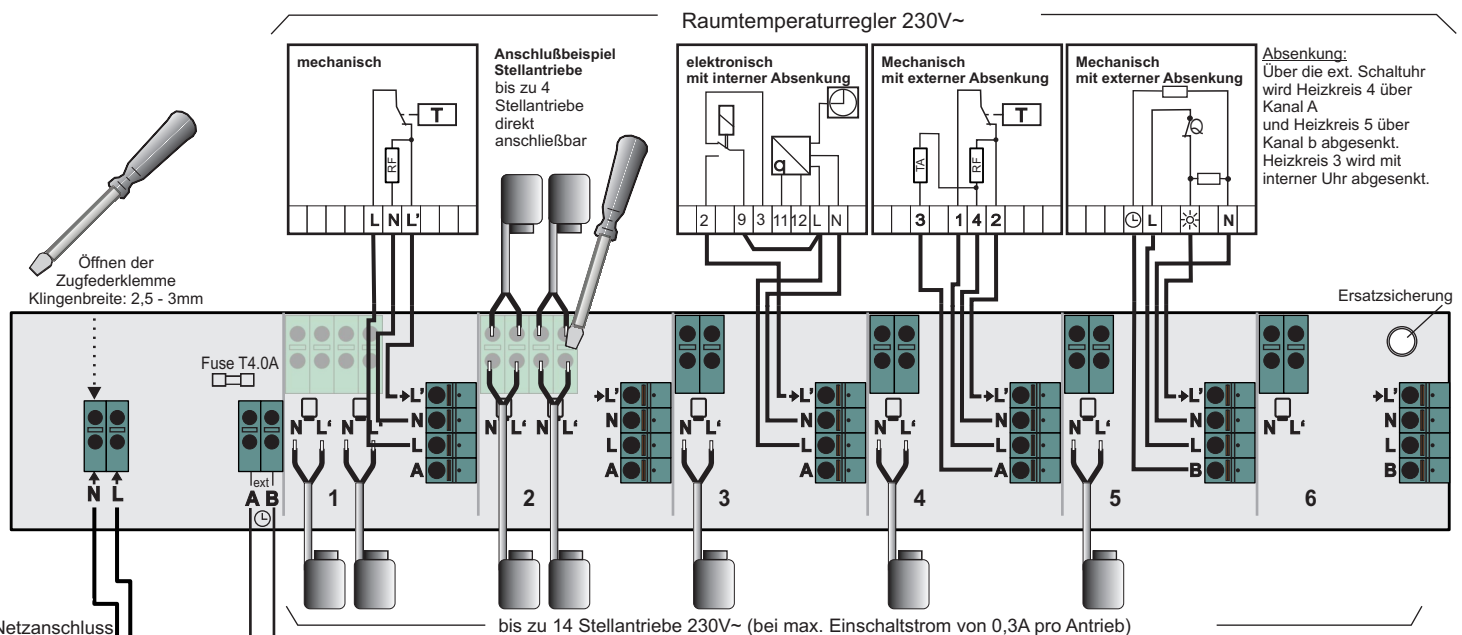 Raumtemperaturregler 230V~
mechanisch
T
RF
L N L'
Anschlußbeispiel
Stellantriebe
bis zu 4
Stellantriebe
direkt
anschließbar
elektronisch
mit interner Absenkung
q
2 9 3 11 12 L N
Mechanisch
mit externer Absenkung
T
TA RF
3 1 4 2
Mechanisch
mit externer Absenkung
L N
Absenkung:
Über die ext. Schaltuhr
wird Heizkreis 4 über
Kanal A
und Heizkreis 5 über
Kanal b abgesenkt.
Heizkreis 3 wird mit
interner Uhr abgesenkt.
Öffnen der
Zugfederklemme
Klingenbreite: 2,5 - 3mm
Ersatzsicherung
Fuse T4.0A
N L
ext
A B
N L' N L'
L'
N
L
1
N L' N L'
L'
N
L
A
2
N L'
L'
N
L
A
3
N L'
L'
N
L
A
4
N L'
L'
N
L
B
5
N L'
L'
N
L
B
6
Netzanschluss
bis zu 14 Stellantriebe 230V~ (bei max. Einschaltstrom von 0,3A pro Antrieb)